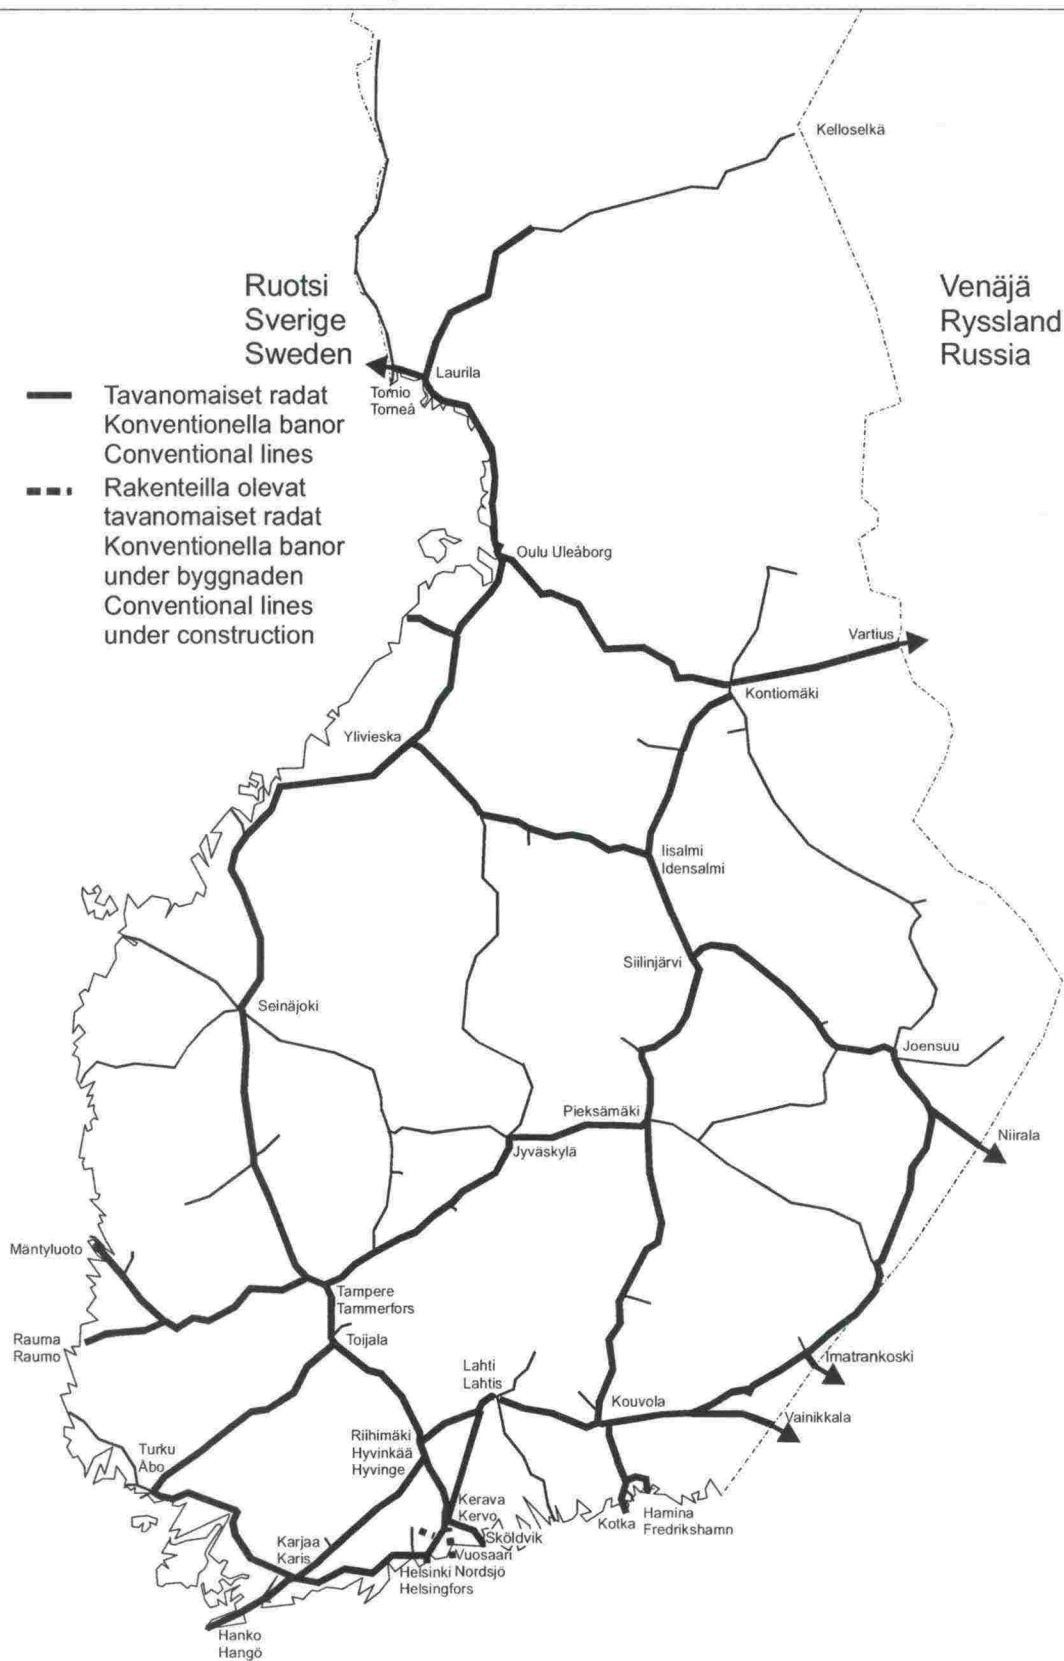 Kelloselkä
Ruotsi
Sverige
Sweden
Venäjä
Ryssland
Russia
Laurila
Tornio
Torneå
Tavanomaiset radat
Konventionella banor
Conventional lines
Rakenteilla olevat
tavanomaiset radat
Konventionella banor
under byggnaden
Conventional lines
under construction
Oulu Uleåborg
Vartius
Kontiomäki
Ylivieska
Iisalmi
Idensalmi
Siilinjärvi
Seinäjoki
Joensuu
Pieksämäki
Niirala
Jyväskylä
Mäntyluoto
Tampere
Tammerfors
Rauma
Raumo
Toijala
Imatrankoski
Lahti
Lahtis
Kouvola
Vainikkala
Riihimäki
Hyvinkää
Hyvinge
Turku
Åbo
Kerava
Kervo
Hamina
Fredrikshamn
Kotka
Sköldvik
Karjaa
Karis
Vuosaari
Nordsjö
Helsinki
Helsingfors
Hanko
Hangö